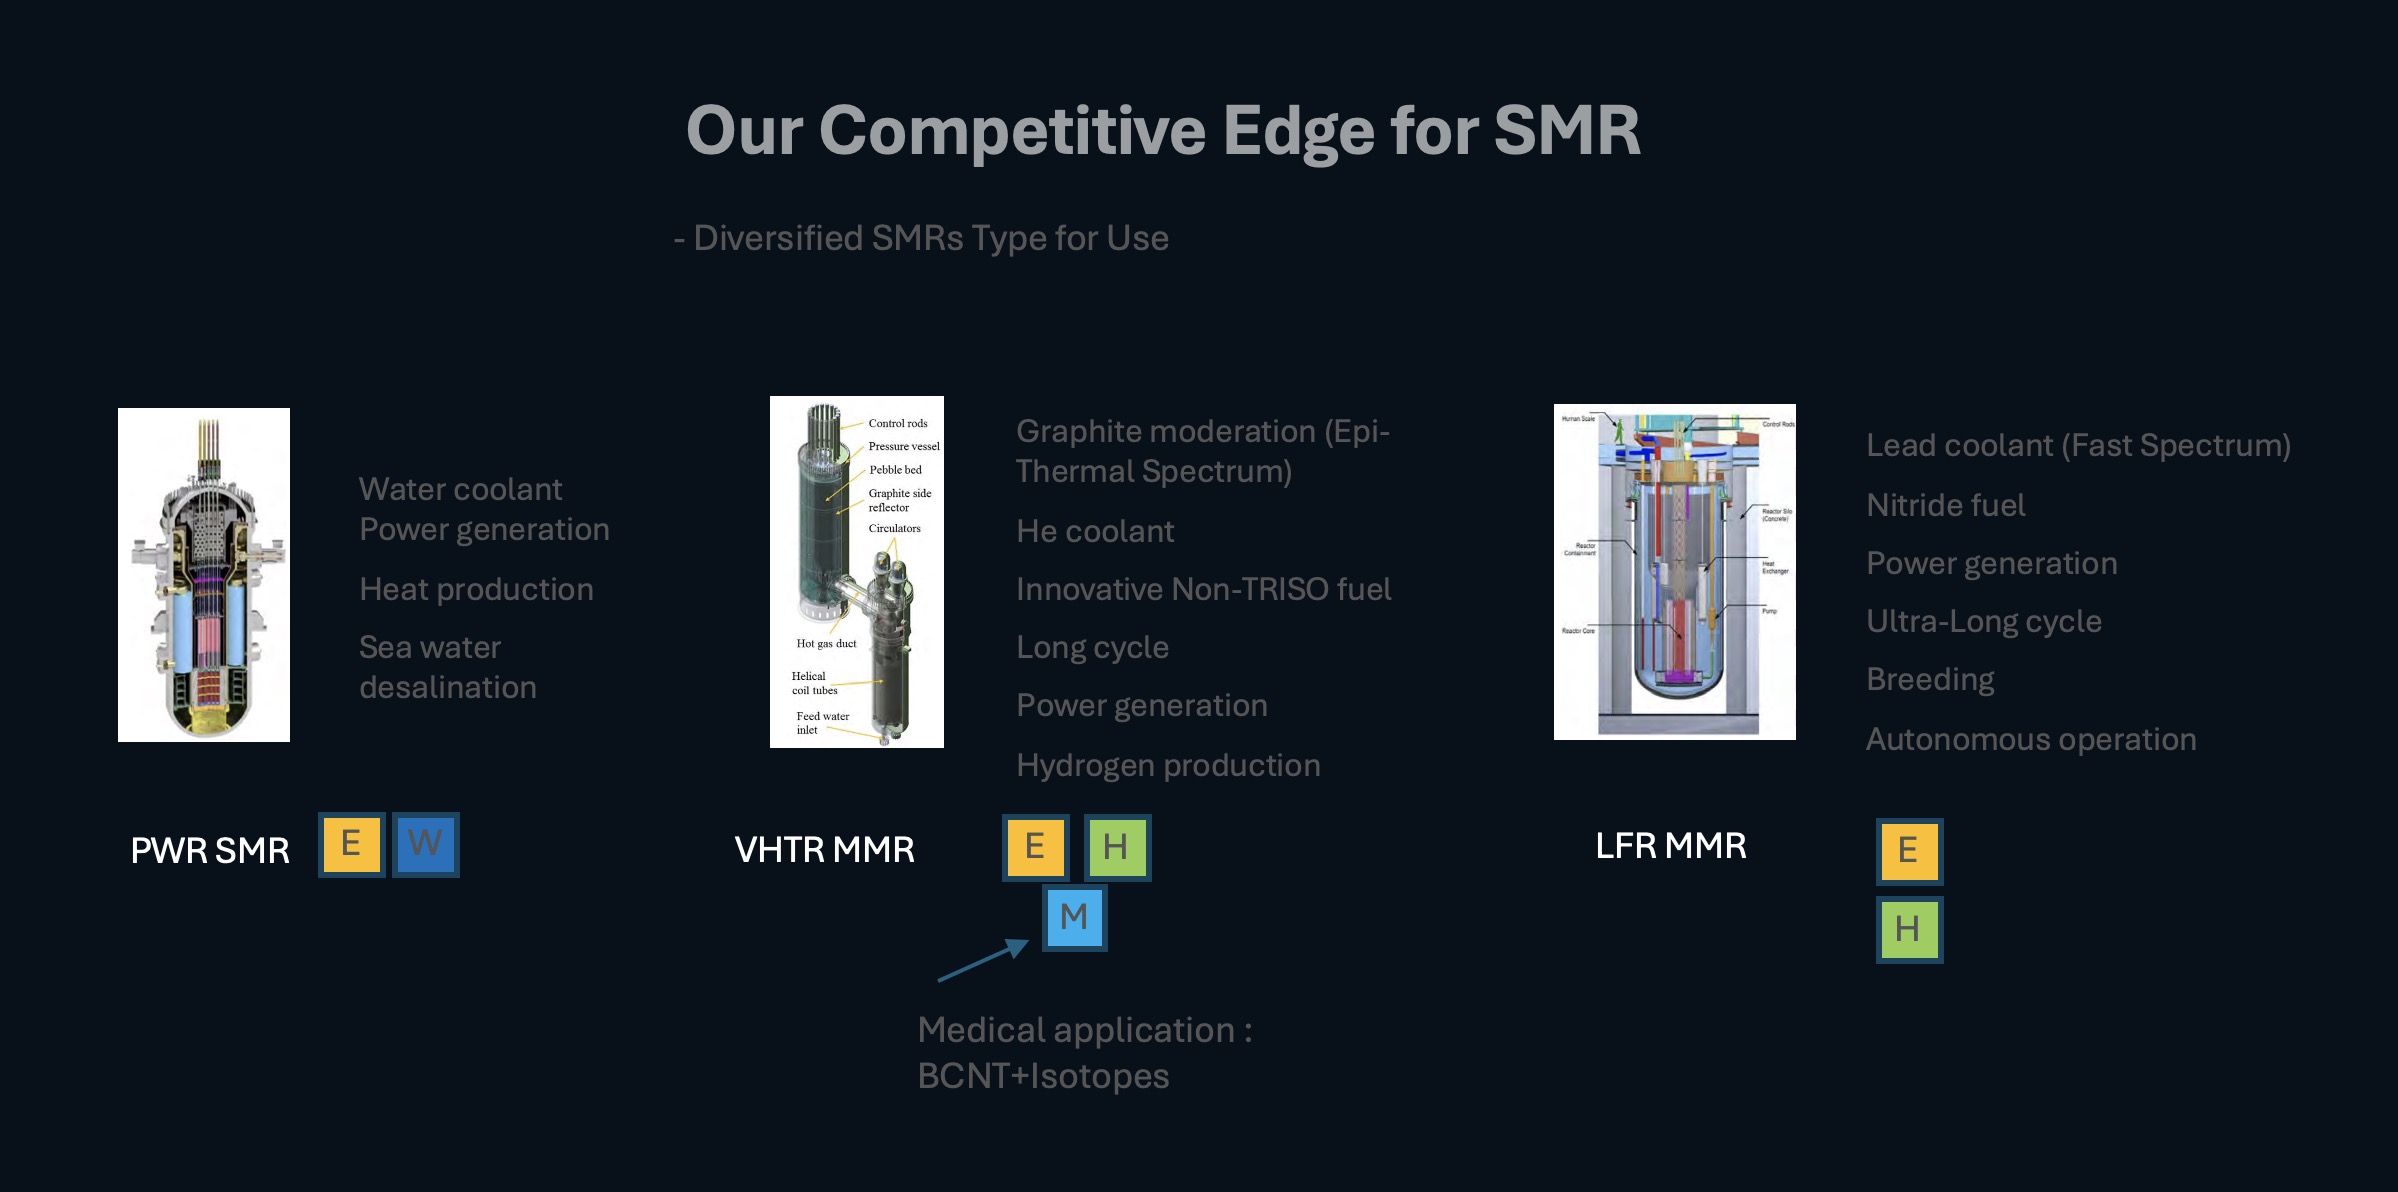 Our Competitive Edge for SMR
- Diversified SMRs Type for Use
Water coolant
Power generation
Heat production
Sea water
desalination
PWR SMR
E
W
Control rods
Pressure vessel
Pebble bed
Graphite side
reflector
Circulators
Hot gas duct
Helical
coil tubes
Feed water
inlet
Graphite moderation (Epi-
Thermal Spectrum)
He coolant
Innovative Non-TRISO fuel
Long cycle
Power generation
Hydrogen production
VHTR MMR
E
H
M
Medical application :
BCNT+Isotopes
Human Scale
Control Rods
Reactor Silo
(Concrete)
Reactor
Containment
Heat
Exchanger
Pump
Reactor Core
Lead coolant (Fast Spectrum)
Nitride fuel
Power generation
Ultra-Long cycle
Breeding
Autonomous operation
LFR MMR
E
H